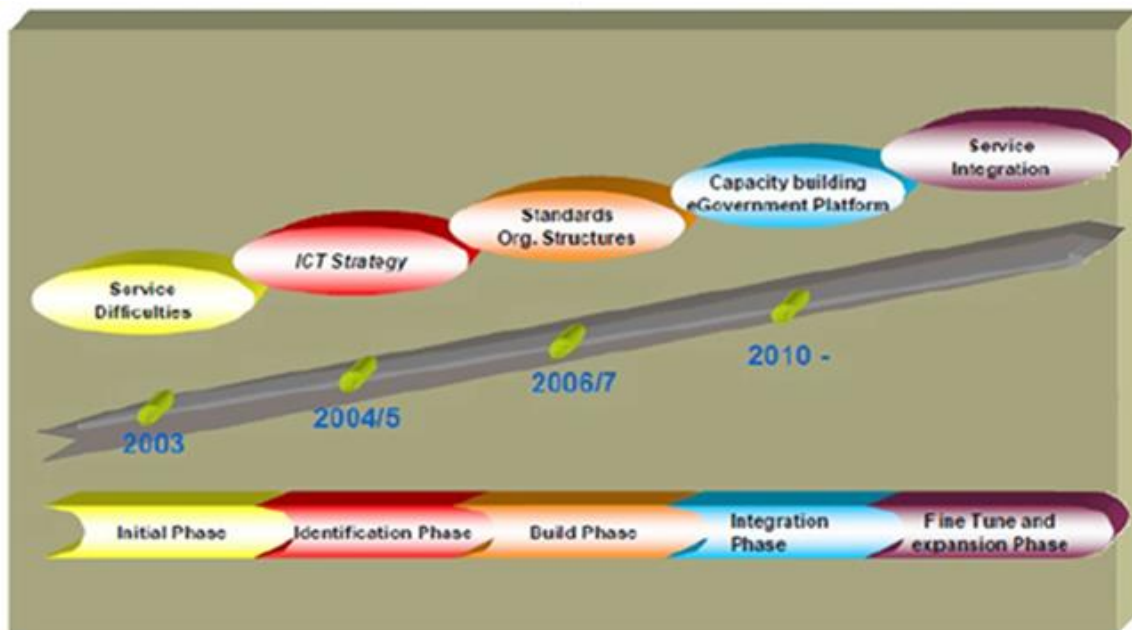 Service
Integration
Capacity building
eGovernment Platform
Standards
Org. Structures
ICT Strategy
Service
Difficulties
2010 -
2006/7
2004/5
2003
Initial Phase
Identification Phase
Build Phase
Integration
Phase
Fine Tune and
expansion Phase